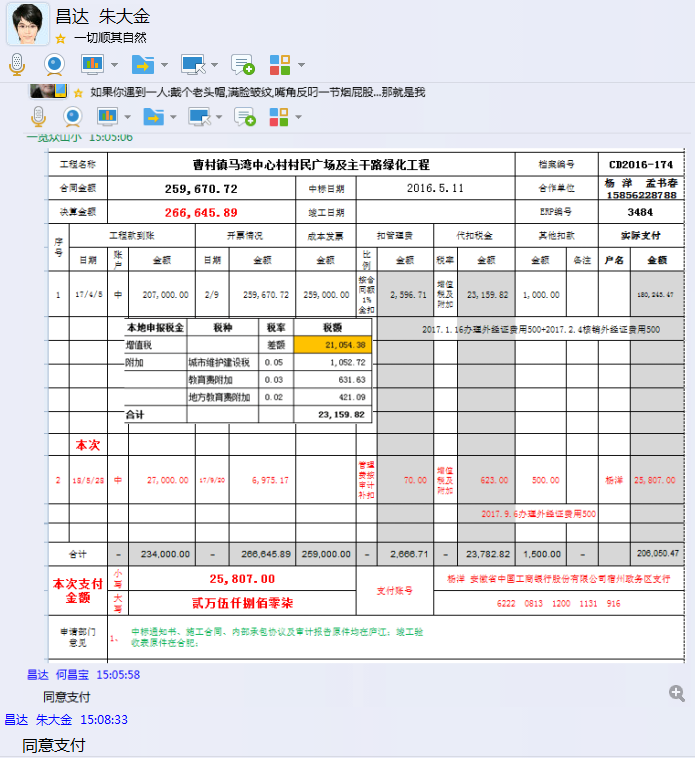 昌达 朱大金
一切顺其自然
如果你遇到一人:戴个老头帽,满脸皱纹,嘴角反叼一节烟屁股...那就是我
一览众山小 15:05:06
工程名称 曹村镇马湾中心村村民广场及主干路绿化工程 档案编号 CD2016-174
合同金额 259,670.72 中标日期 2016.5.11 合作单位 杨 洋 孟书春 15856228788
决算金额 266,645.89 竣工日期 ERP编号 3484
序号 工程款到账 开票情况 成本发票 扣管理费 代扣税金 其他扣款 实际支付
日期 账户 金额 日期 金额 金额 比例 金额 税率 金额 金额 备注 户名 金额
1 17/4/5 中 207,000.00 2/9 259,670.72 259,000.00 按合同额1%金扣 2,596.71 增值税及附加 23,159.82 1,000.00
2017.1.16办理外经证费用500+2017.2.4核销外经证费用500
本地申报税金 税种 税率 税额
增值税 差额 21,054.38
附加 城市维护建设税 0.05 1,052.72
教育费附加 0.03 631.63
地方教育费附加 0.02 421.09
合计 23,159.82
本次
2 18/5/28 中 27,000.00 17/9/20 6,975.17 管理费按审计补扣 70.00 增值税及附加 623.00 500.00 杨洋 25,807.00
2017.9.6办理外经证费用500
合计 - 234,000.00 - 266,645.89 259,000.00 - 2,666.71 - 23,782.82 1,500.00 - 206,050.47
本次支付金额 小写 25,807.00 支付账号 杨洋 安徽省中国工商银行股份有限公司宿州政务区支行
大写 贰万伍仟捌佰零柒 6222 0813 1200 1131 916
申请部门意见 1、 中标通知书、施工合同、内部承包协议及审计报告原件均在庐江；竣工验
收表原件在合肥；
昌达 何昌宝 15:05:58
同意支付
昌达 朱大金 15:08:33
同意支付